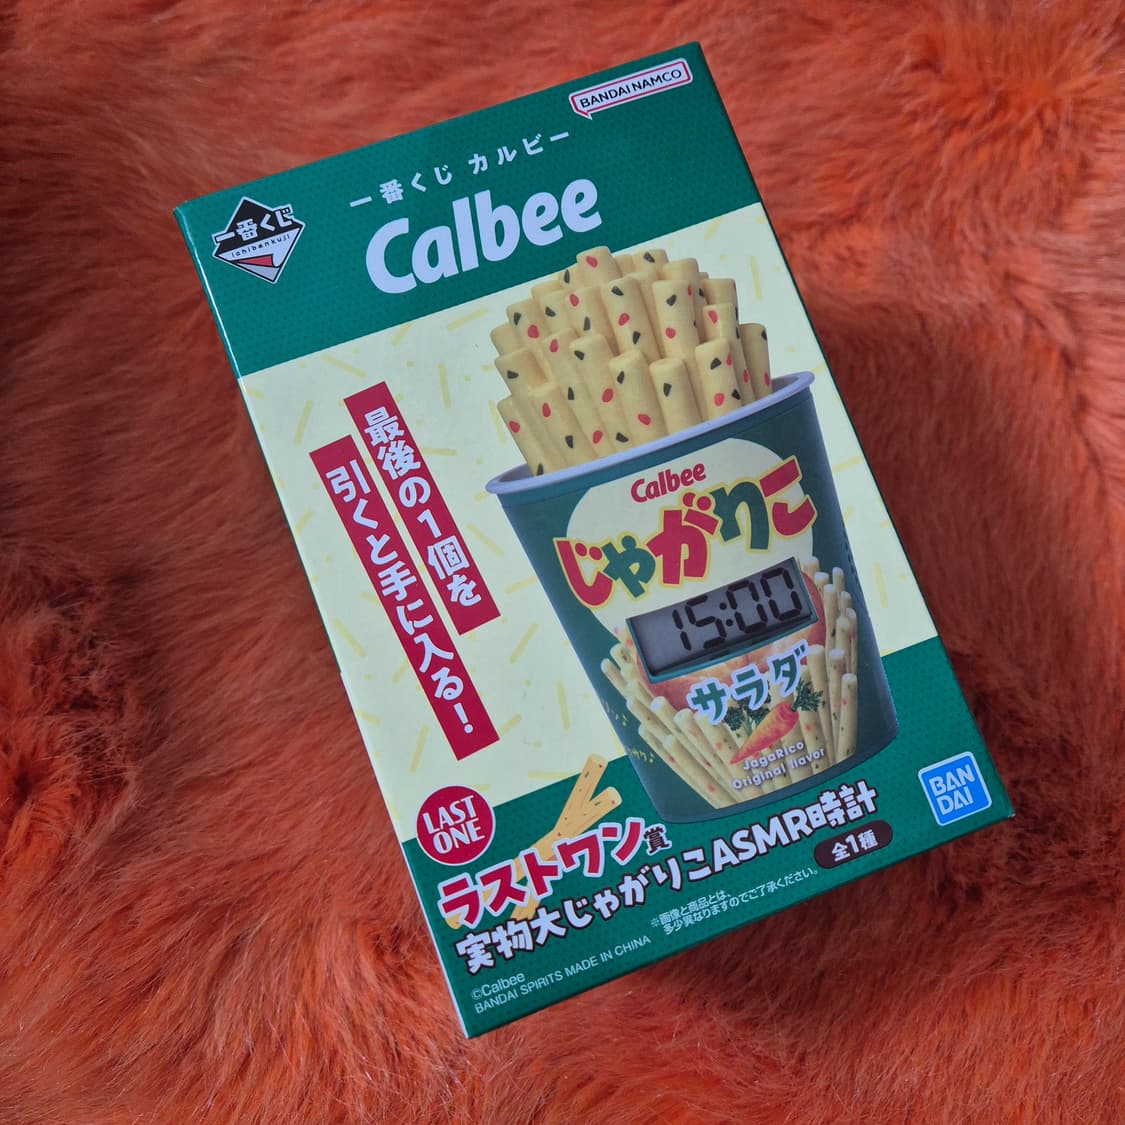 BANDAI NAMCO
一番くじ
ichibankuji
一番くじ カルビー
Calbee
最後の1個を
引くと手に入る!
Calbee
じゃがりこ
15:00
サラダ
JagaRico
Original flavor
LAST
ONE
ラストワン賞
実物大じゃがりこASMR時計
全1種
※画像と商品とは、
多少異なりますのでご了承ください。
©Calbee
BANDAI SPIRITS MADE IN CHINA
BAN
DAI